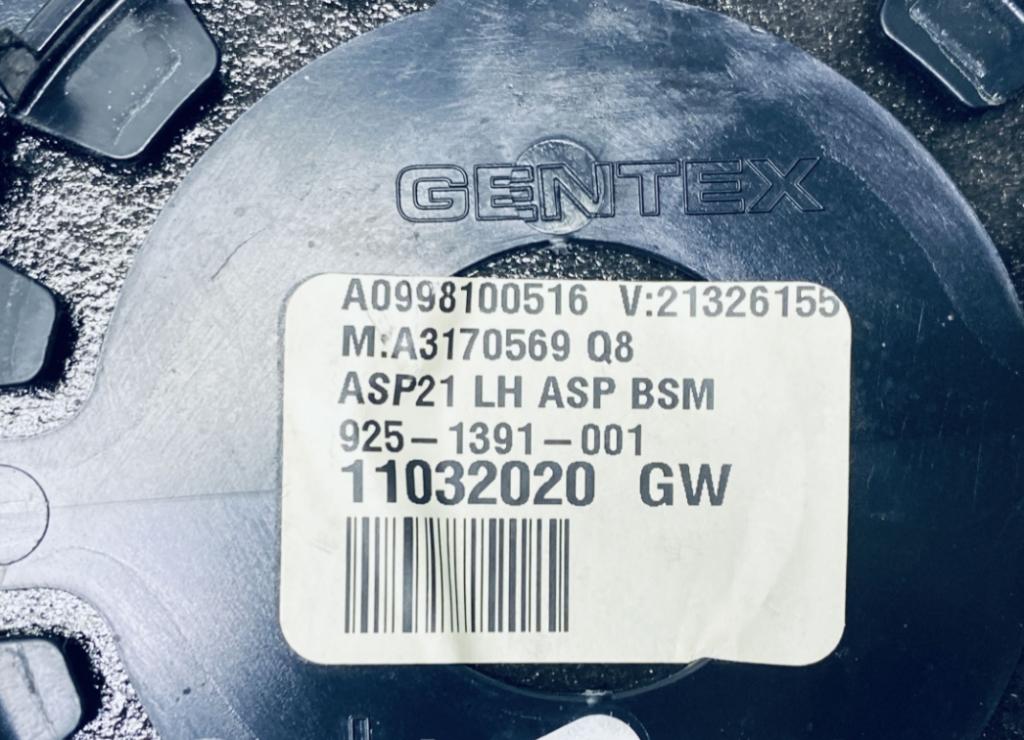 GENTEX
A0998100516 V:21326155
M:A3170569 Q8
ASP21 LH ASP BSM
925-1391-001
11032020 GW